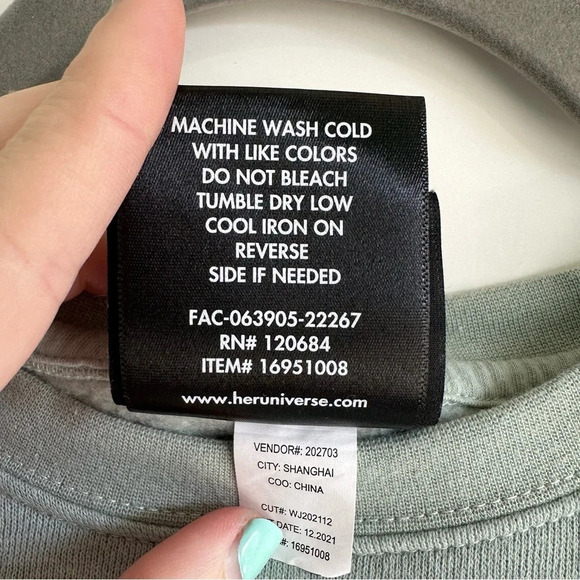 MACHINE WASH COLD
WITH LIKE COLORS
DO NOT BLEACH
TUMBLE DRY LOW
COOL IRON ON
REVERSE
SIDE IF NEEDED
FAC-063905-22267
RN# 120684
ITEM# 16951008
www.heruniverse.com
VENDOR#: 202703
CITY: SHANGHAI
COO: CHINA
CUT#: WJ202112
DATE: 12.2021
#: 16951008